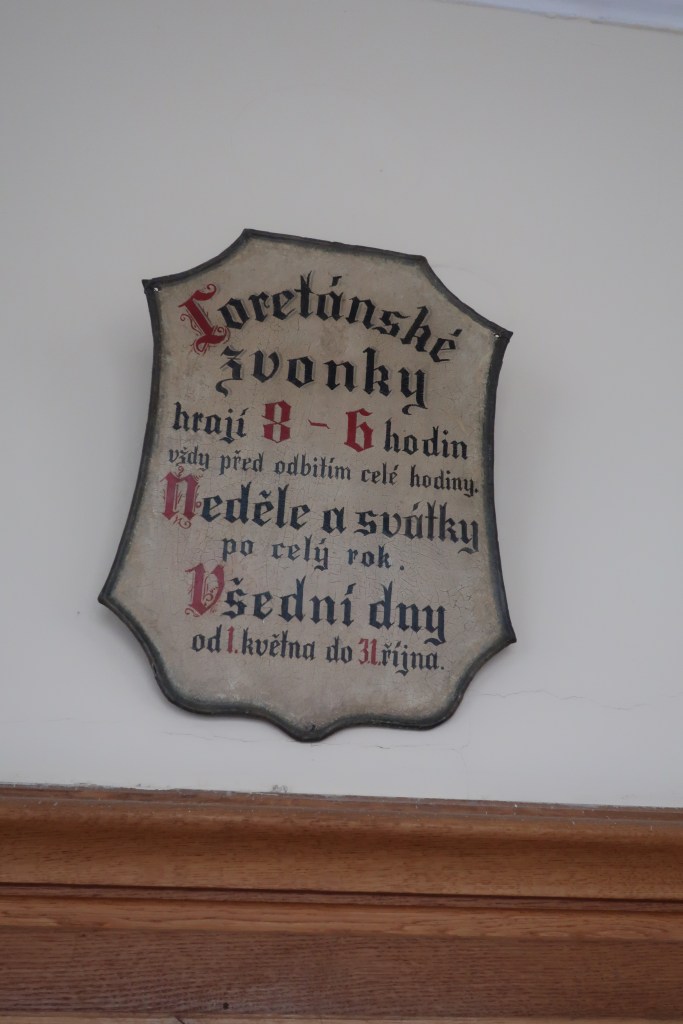 Loretánské
zvonky
hrají 8 - 6 hodin
vždy před odbitím celé hodiny.
Neděle a svátky
po celý rok.
Všední dny
od 1. května do 31. října.